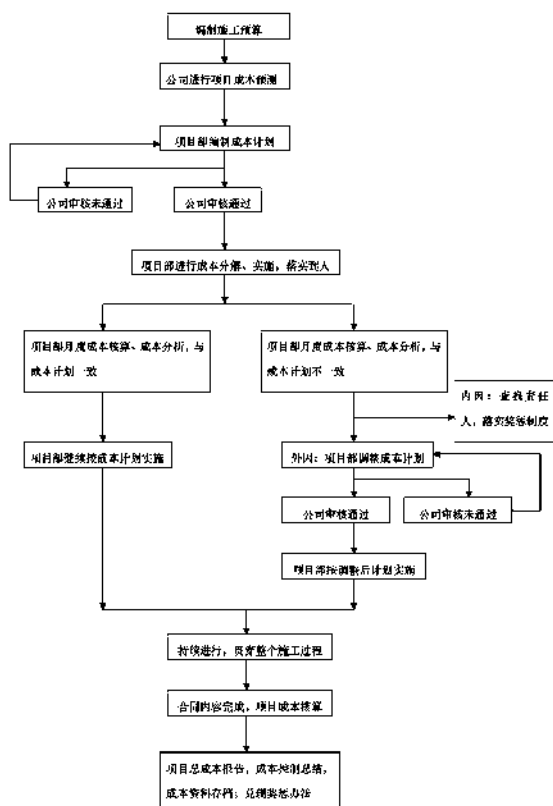 编制施工预算
公司进行项目成本预测
项目部编制成本计划
公司审核未通过
公司审核通过
项目部进行成本分解、实施，落实到人
项目部月度成本核算、成本分析，与
成本计划一致
项目部月度成本核算、成本分析，与
成本计划不一致
内因：查找责任
人，落实奖惩制度
项目部继续按成本计划实施
外因：项目部调整成本计划
公司审核通过
公司审核未通过
项目部按调整后计划实施
持续进行，贯穿整个施工过程
合同内容完成，项目成本核算
项目总成本报告，成本控制总结，
成本资料存档；兑现奖惩办法